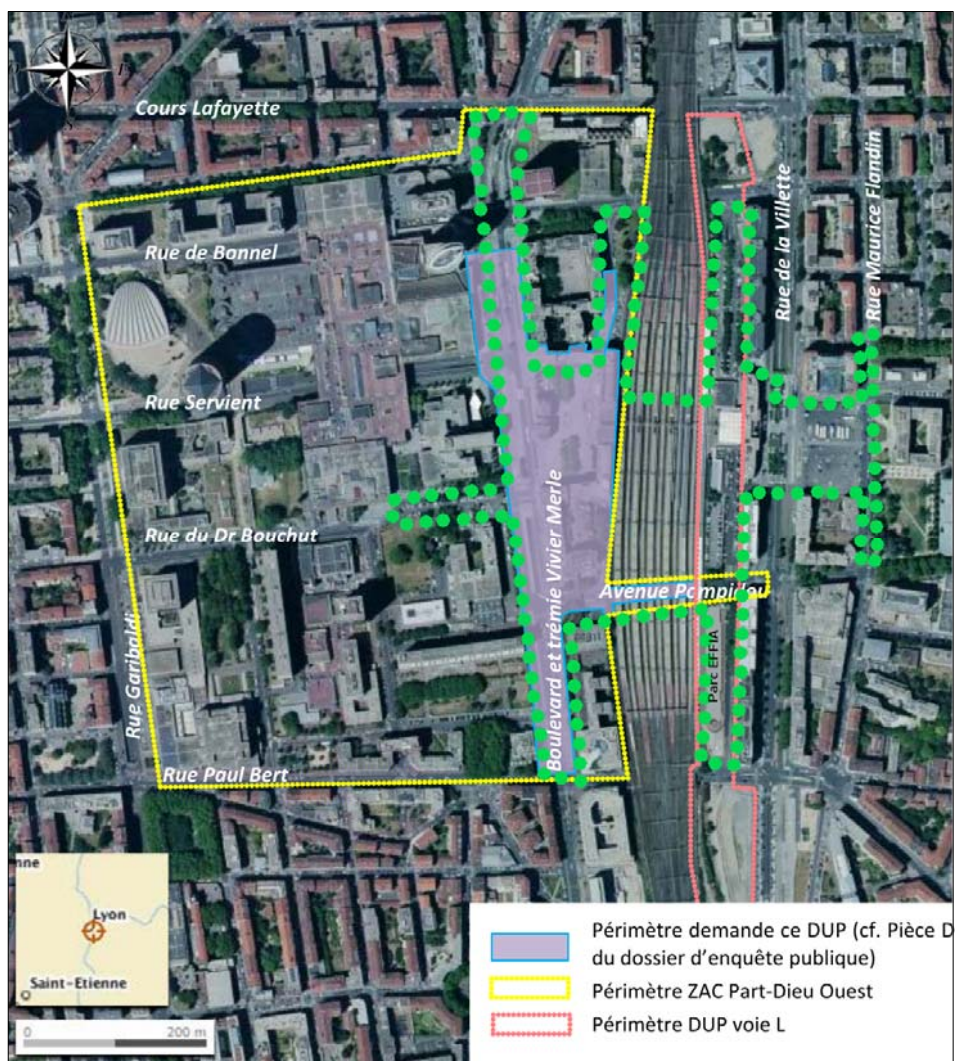 Cours Lafayette
Rue de Bonnel
Rue de la Villette
Rue Maurice Flandin
Rue Servient
Rue du Dr Bouchut
Boulevard et trémie Vivier Merle
Avenue Pompidou
Rue Garibaldi
Parc EFFIA
Rue Paul Bert
Lyon
Saint-Etienne
0 200 m
Périmètre demande ce DUP (cf. Pièce D
du dossier d'enquête publique)
Périmètre ZAC Part-Dieu Ouest
Périmètre DUP voie L